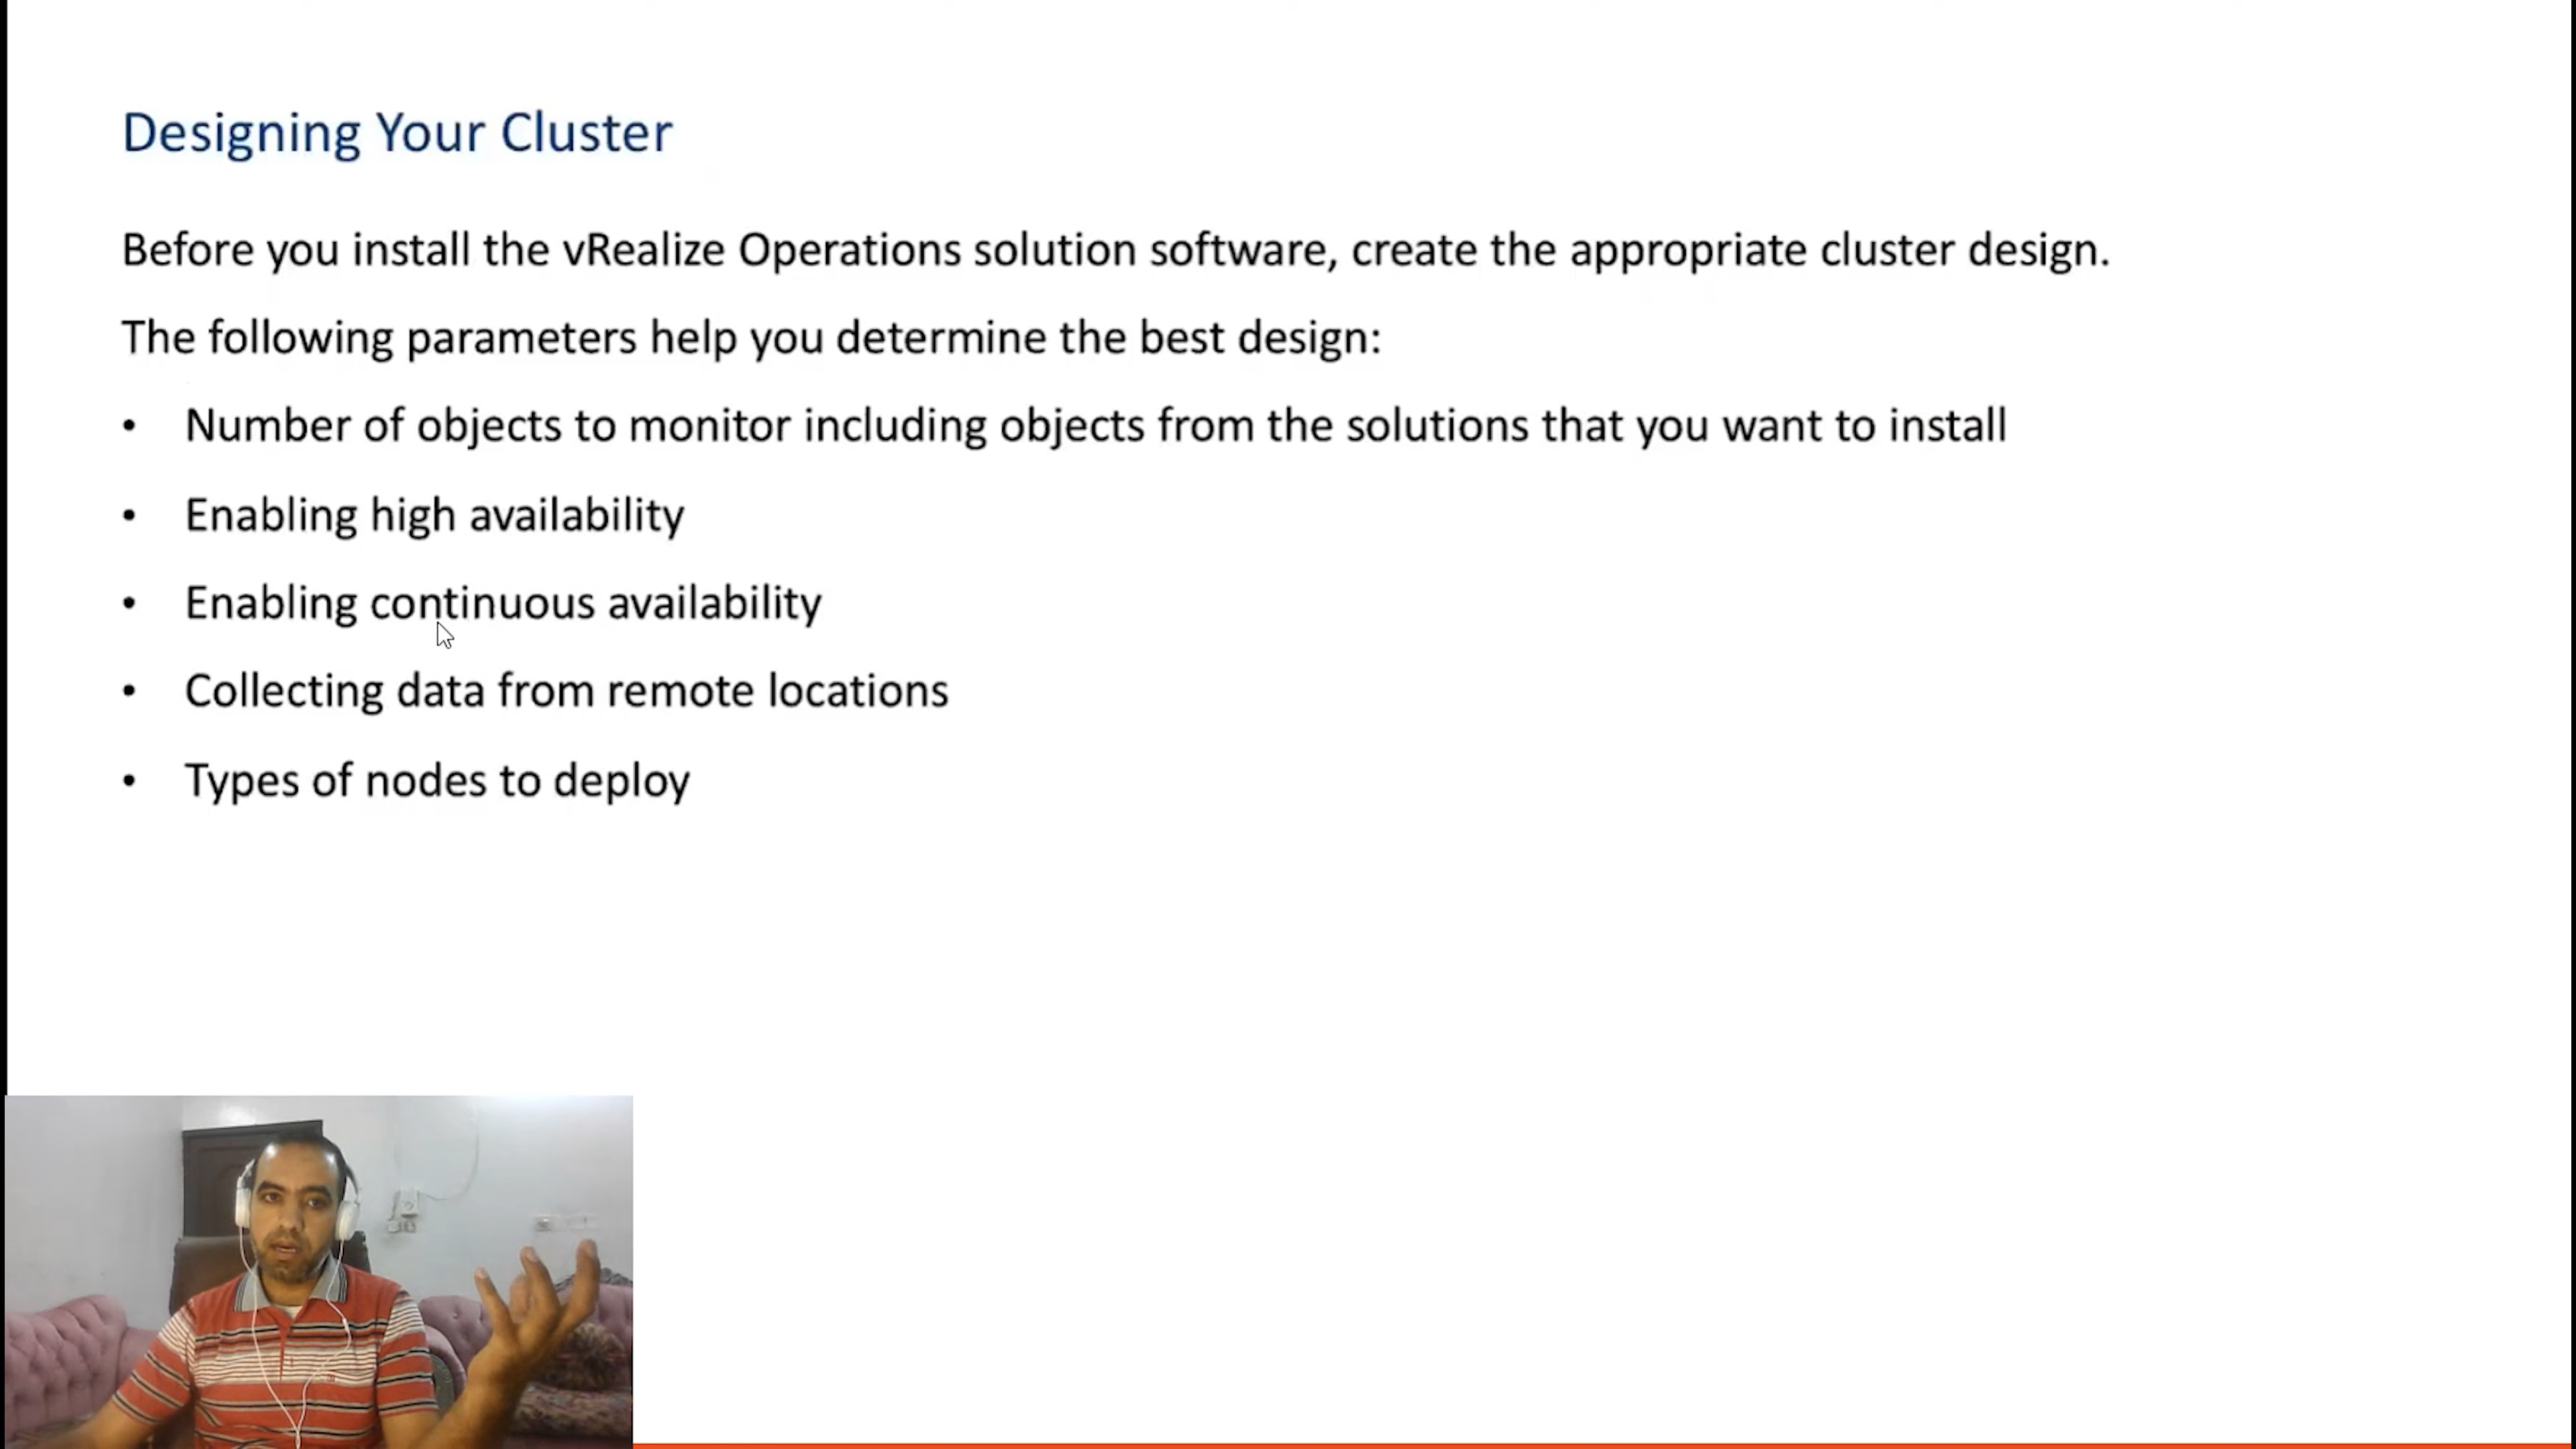 Designing Your Cluster
Before you install the vRealize Operations solution software, create the appropriate cluster design.
The following parameters help you determine the best design:
• Number of objects to monitor including objects from the solutions that you want to install
• Enabling high availability
• Enabling continuous availability
• Collecting data from remote locations
• Types of nodes to deploy